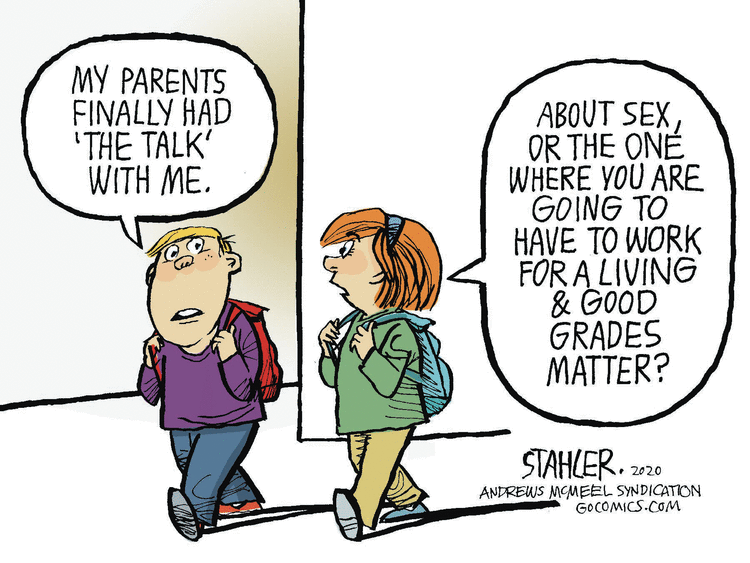 MY PARENTS
FINALLY HAD
'THE TALK'
WITH ME.
ABOUT SEX,
OR THE ONE
WHERE YOU ARE
GOING TO
HAVE TO WORK
FOR A LIVING
& GOOD
GRADES
MATTER?
STAHLER. 2020
ANDREWS MCMEEL SYNDICATION
GOCOMICS.COM